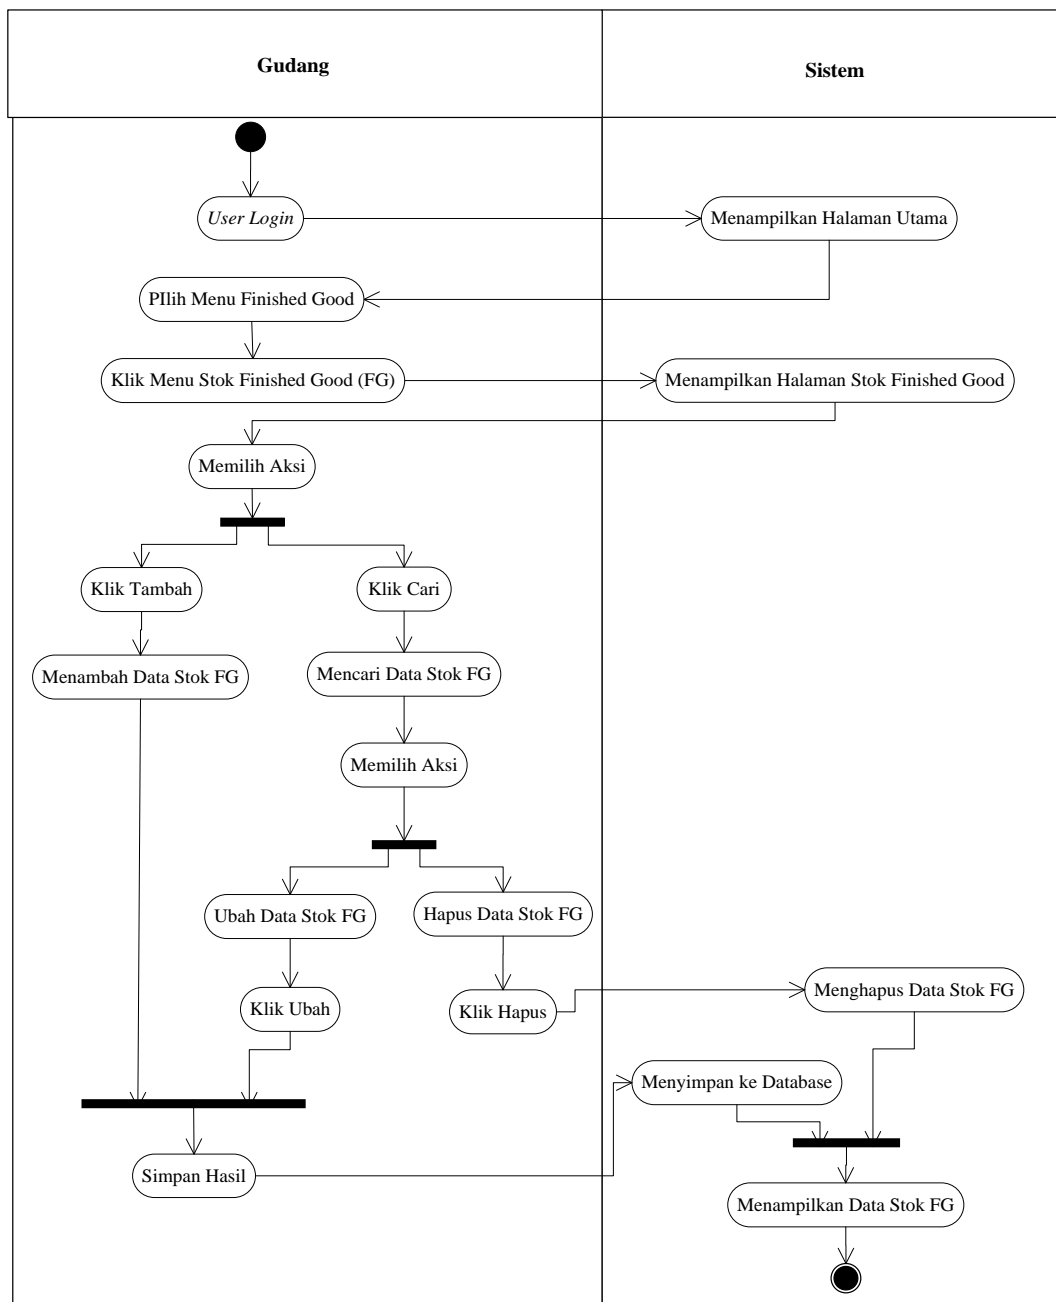 Gudang
Sistem
User Login
Menampilkan Halaman Utama
PIlih Menu Finished Good
Klik Menu Stok Finished Good (FG)
Menampilkan Halaman Stok Finished Good
Memilih Aksi
Klik Tambah
Klik Cari
Menambah Data Stok FG
Mencari Data Stok FG
Memilih Aksi
Ubah Data Stok FG
Hapus Data Stok FG
Klik Ubah
Klik Hapus
Menghapus Data Stok FG
Menyimpan ke Database
Simpan Hasil
Menampilkan Data Stok FG